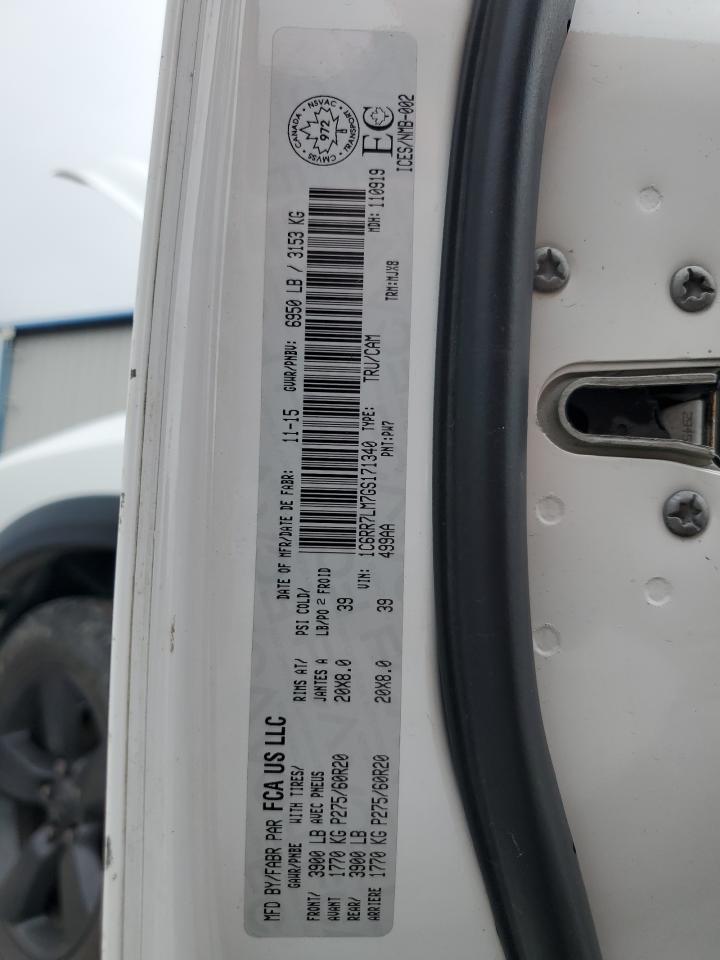 MFD BY/FABR PAR FCA US LLC
DATE OF MFR/DATE DE FABR: 11-15 GVWR/PNBV: 6950 LB / 3153 KG
GAWR/PNBE WITH TIRES/ RIMS AT/ PSI COLD/
FRONT/ 3900 LB AVEC PNEUS JANTES A LB/PO 2 FROID
AVANT 1770 KG P275/60R20 20X8.0 39
REAR/ 3900 LB
ARRIERE 1770 KG P275/60R20 20X8.0 39
VIN: 1C6RR7LM7GS171340 TYPE: TRU/CAM MDH: 110919
499AA PNT:PW7 TRM:MJX8
CANADA NSVAC TRANSPORT CMVSS
972
EC
ICES/NMB-002